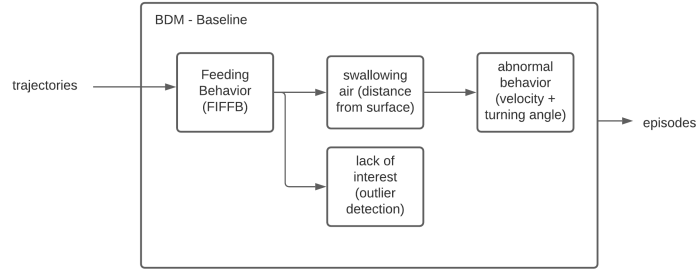 BDM - Baseline
trajectories
Feeding
Behavior
(FIFFB)
swallowing
air (distance
from surface)
abnormal
behavior
(velocity +
turning angle)
episodes
lack of
interest
(outlier
detection)